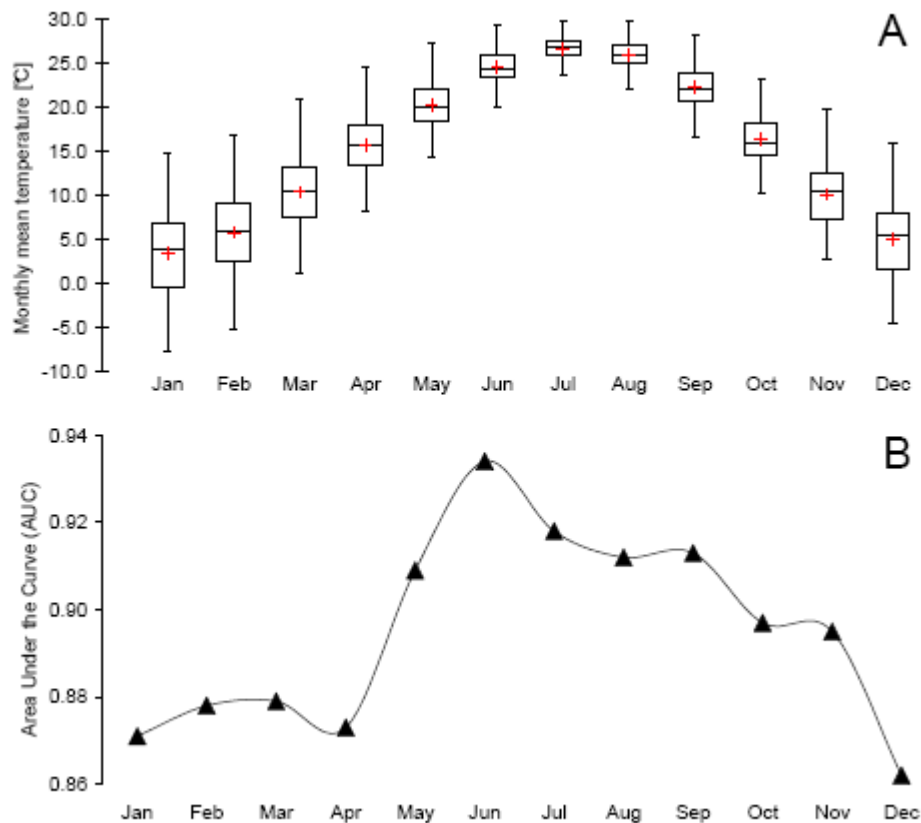 A
Monthly mean temperature [°C]
30.0
25.0
20.0
15.0
10.0
5.0
0.0
-5.0
-10.0
Jan Feb Mar Apr May Jun Jul Aug Sep Oct Nov Dec
B
Area Under the Curve (AUC)
0.94
0.92
0.90
0.88
0.86
Jan Feb Mar Apr May Jun Jul Aug Sep Oct Nov Dec